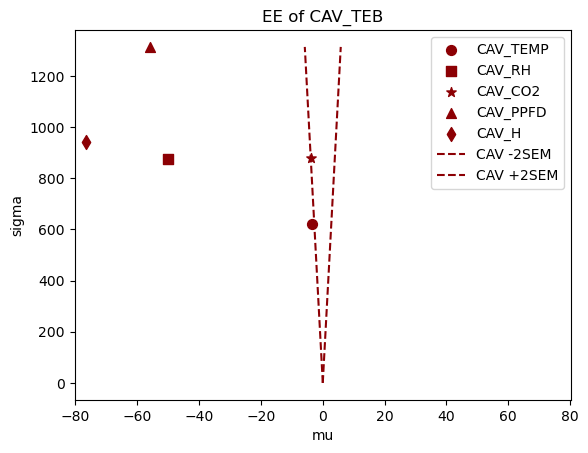 EE of CAV_TEB
CAV_TEMP
CAV_RH
CAV_CO2
CAV_PPFD
CAV_H
CAV -2SEM
CAV +2SEM
sigma
1200
1000
800
600
400
200
0
−80
−60
−40
−20
0
20
40
60
80
mu